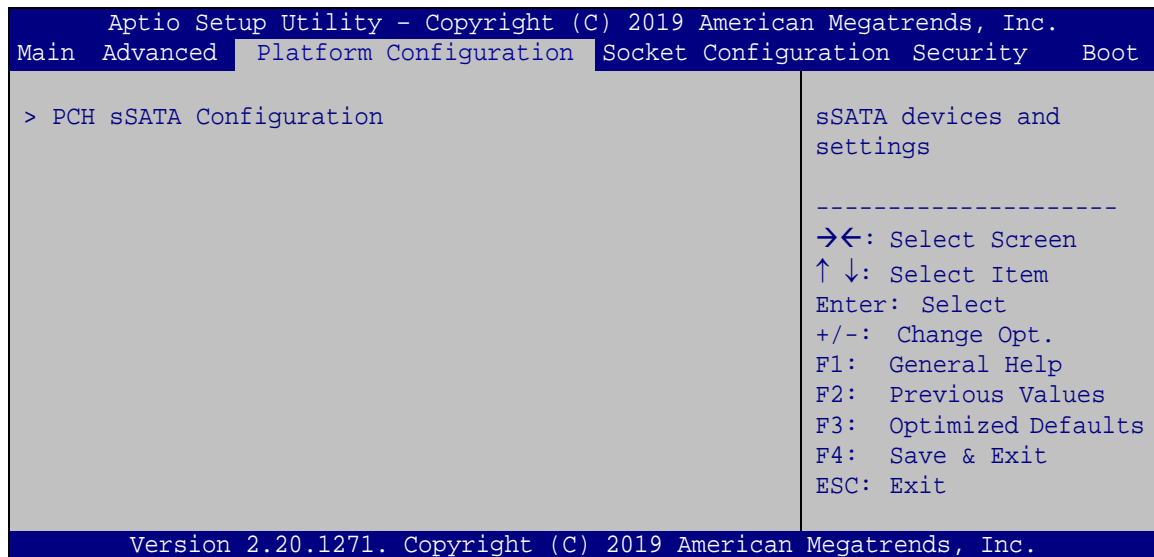 Aptio Setup Utility – Copyright (C) 2019 American Megatrends, Inc.
Main Advanced Platform Configuration Socket Configuration Security Boot
> PCH sSATA Configuration
sSATA devices and
settings
---------------------
→←: Select Screen
↑ ↓: Select Item
Enter: Select
+/-: Change Opt.
F1: General Help
F2: Previous Values
F3: Optimized Defaults
F4: Save & Exit
ESC: Exit
Version 2.20.1271. Copyright (C) 2019 American Megatrends, Inc.